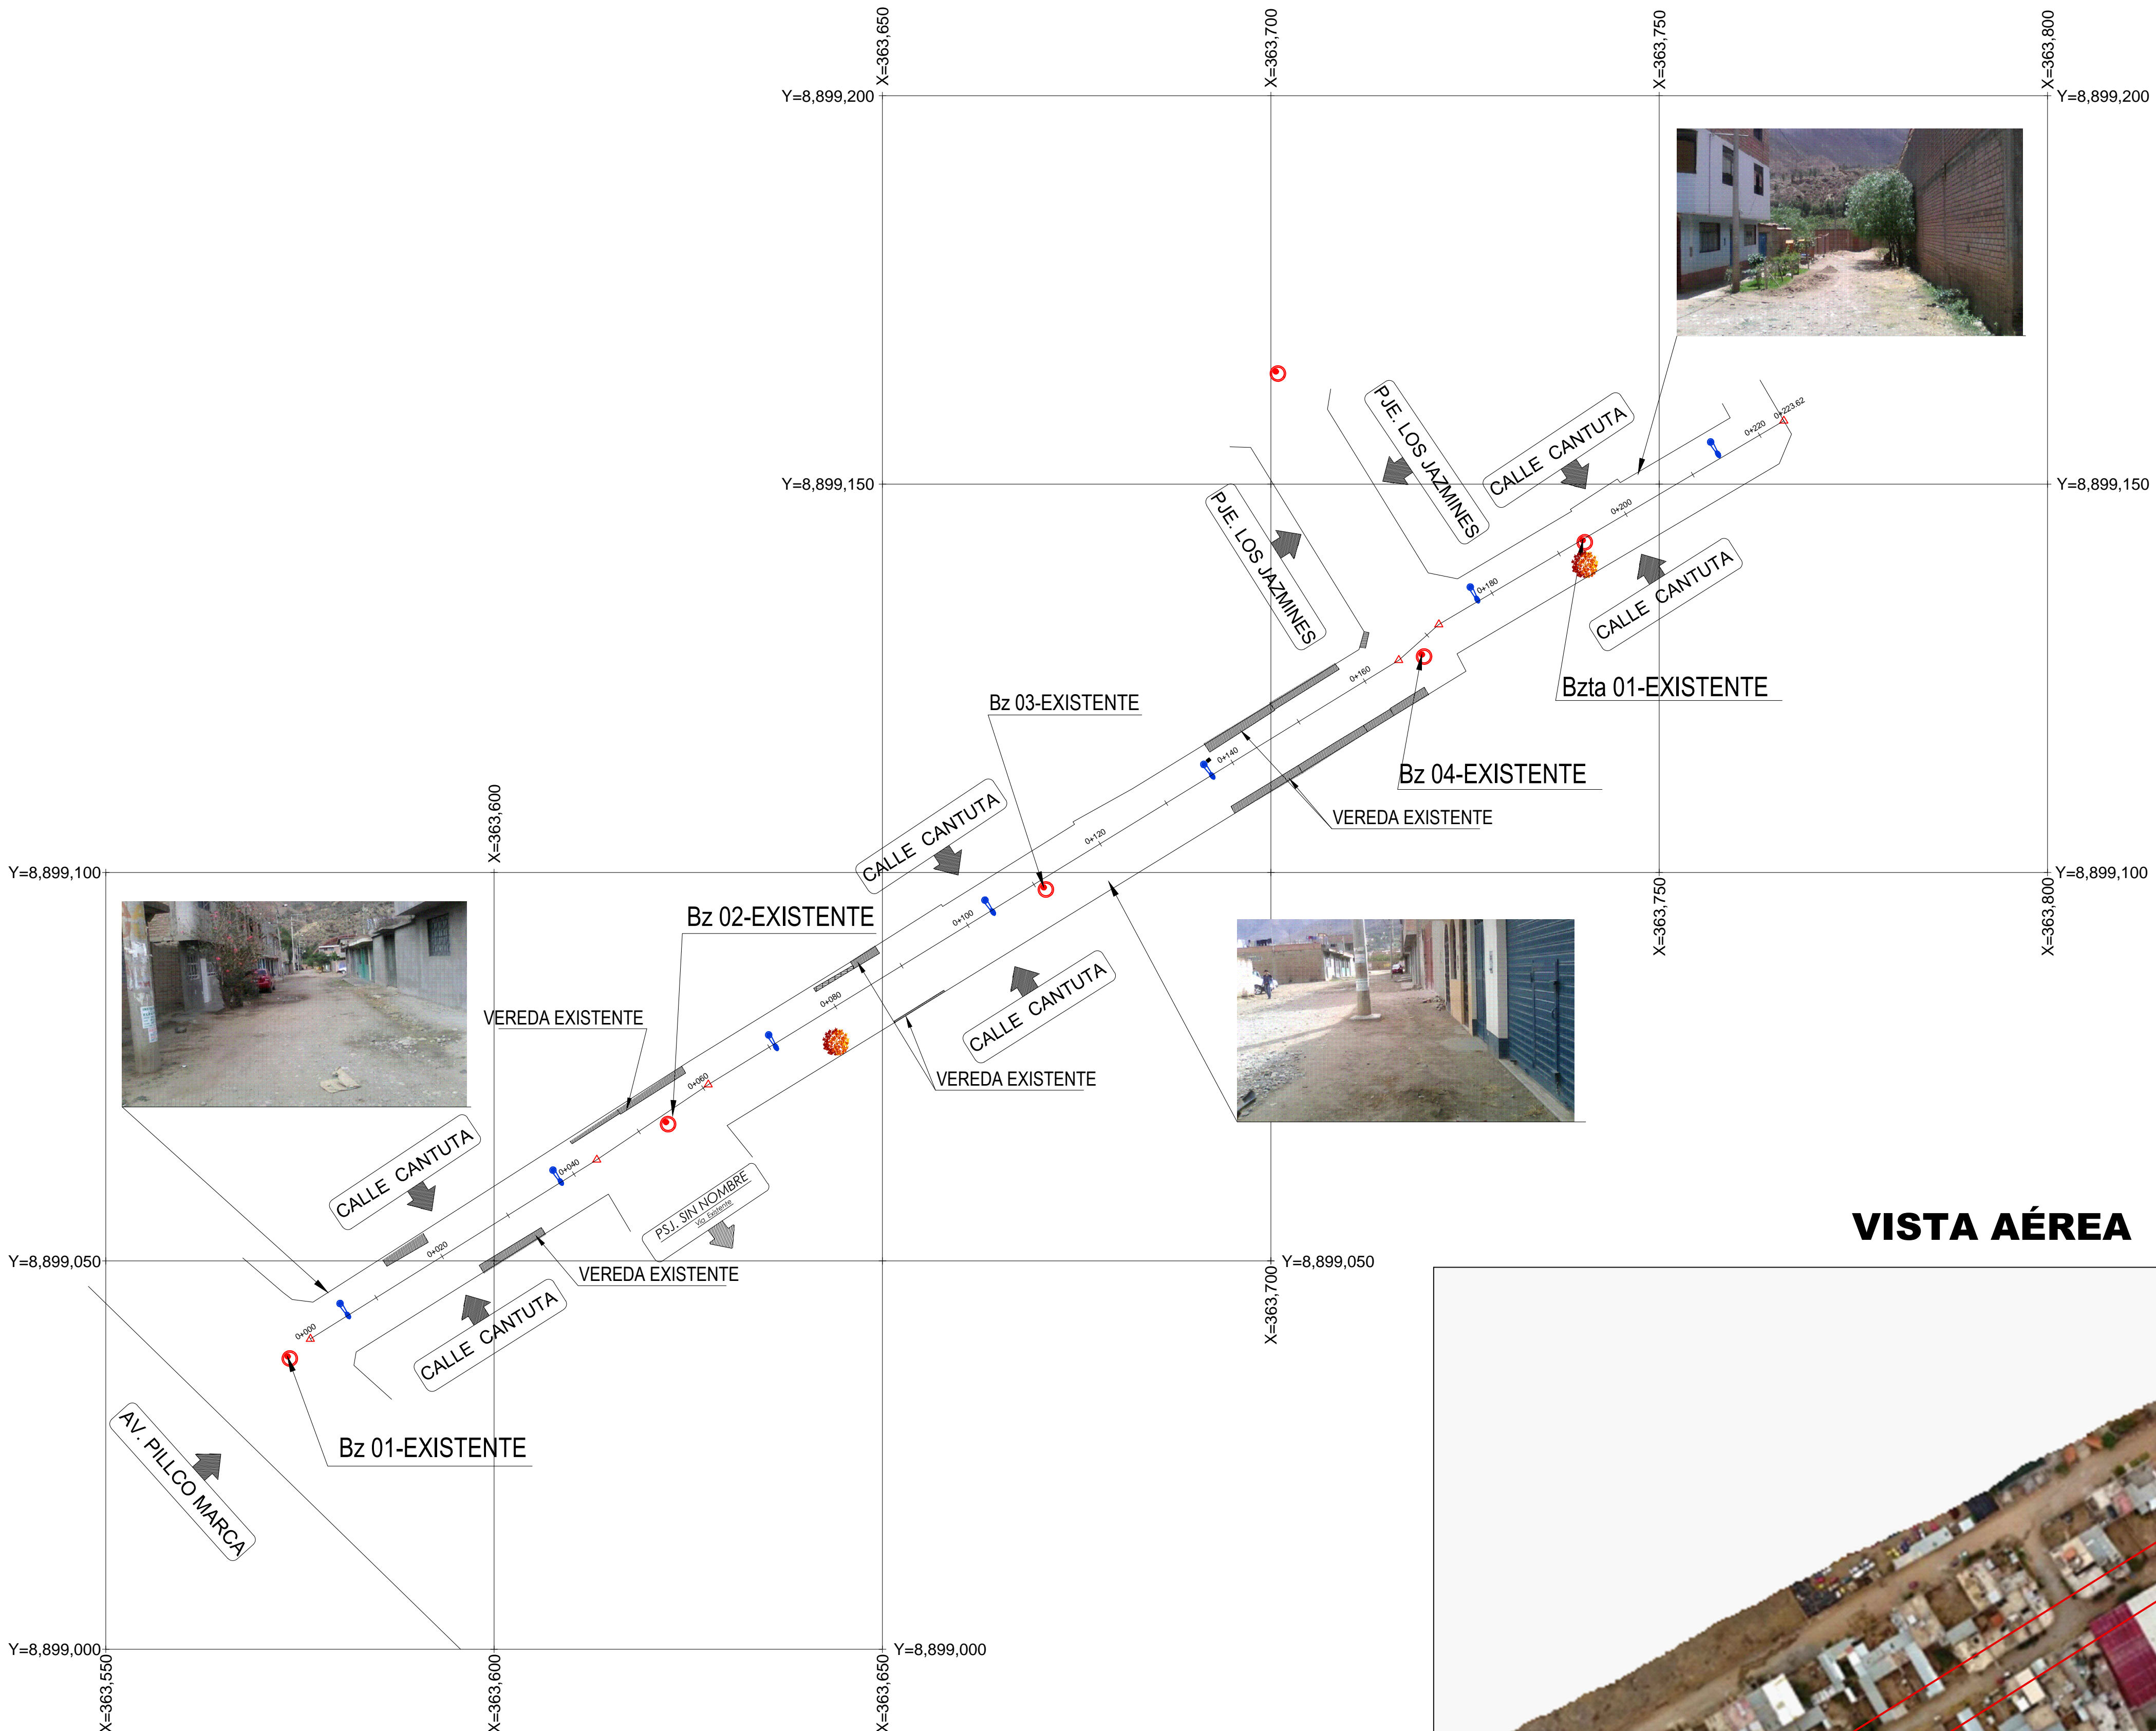 X=363,650
X=363,700
X=363,750
X=363,800
Y=8,899,200
Y=8,899,200
PJE. LOS JAZMINES
CALLE CANTUTA
0+223.62
0+220
Y=8,899,150
Y=8,899,150
PJE. LOS JAZMINES
0+200
CALLE CANTUTA
0+180
Bzta 01-EXISTENTE
0+160
Bz 03-EXISTENTE
0+140
Bz 04-EXISTENTE
VEREDA EXISTENTE
X=363,600
CALLE CANTUTA
0+120
Y=8,899,100
Y=8,899,100
X=363,750
X=363,800
Bz 02-EXISTENTE
0+100
CALLE CANTUTA
0+080
VEREDA EXISTENTE
VEREDA EXISTENTE
0+060
CALLE CANTUTA
0+040
PSJ. SIN NOMBRE
Vía Existente
VISTA AÉREA
0+020
Y=8,899,050
Y=8,899,050
X=363,700
VEREDA EXISTENTE
CALLE CANTUTA
0+000
AV. PILLCO MARCA
Bz 01-EXISTENTE
Y=8,899,000
Y=8,899,000
X=363,550
X=363,600
X=363,650